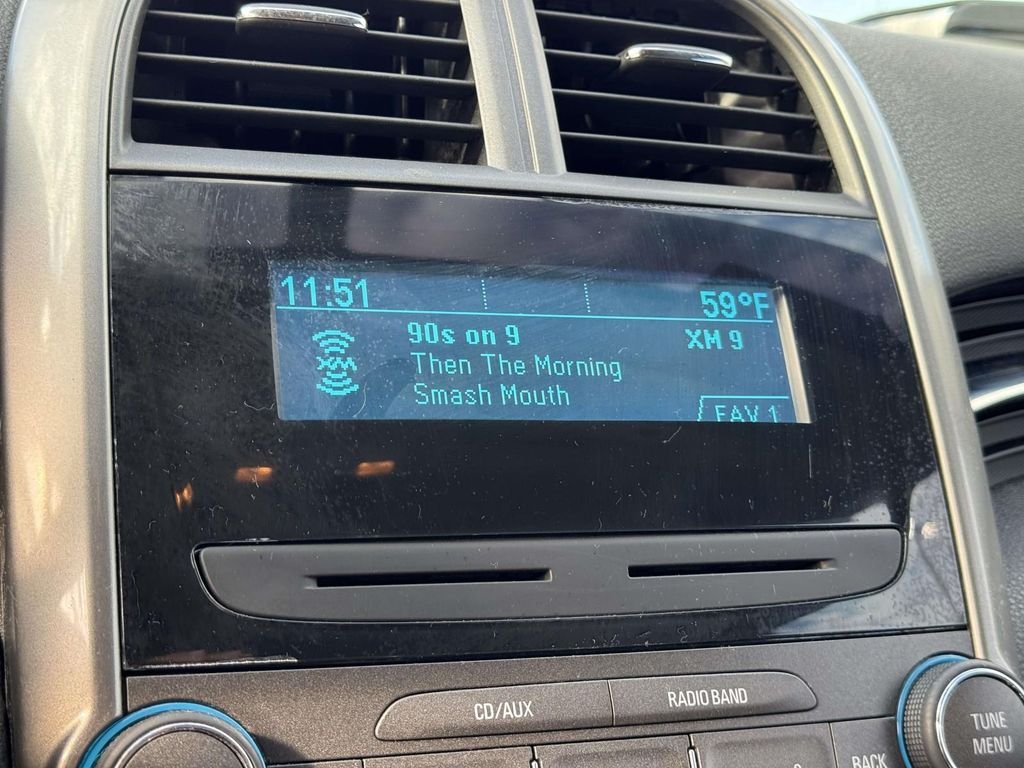 11:51 59°F
90s on 9 XM 9
XM
Then The Morning
Smash Mouth
FAV 1
CD/AUX RADIO BAND
TUNE
MENU
BACK